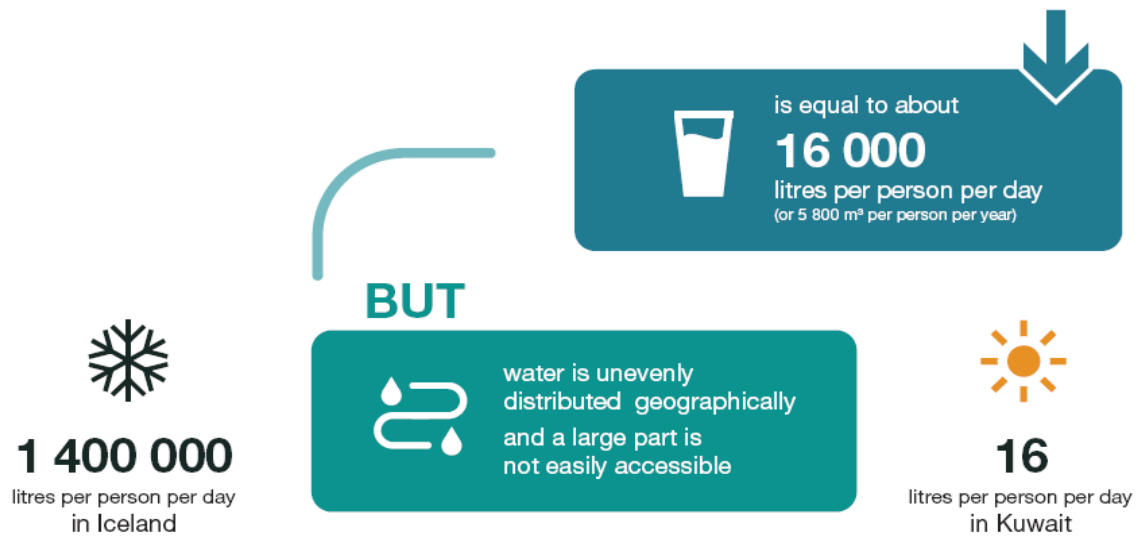 is equal to about
16 000
litres per person per day
(or 5 800 m³ per person per year)
BUT
water is unevenly
distributed geographically
and a large part is
not easily accessible
1 400 000
litres per person per day
in Iceland
16
litres per person per day
in Kuwait